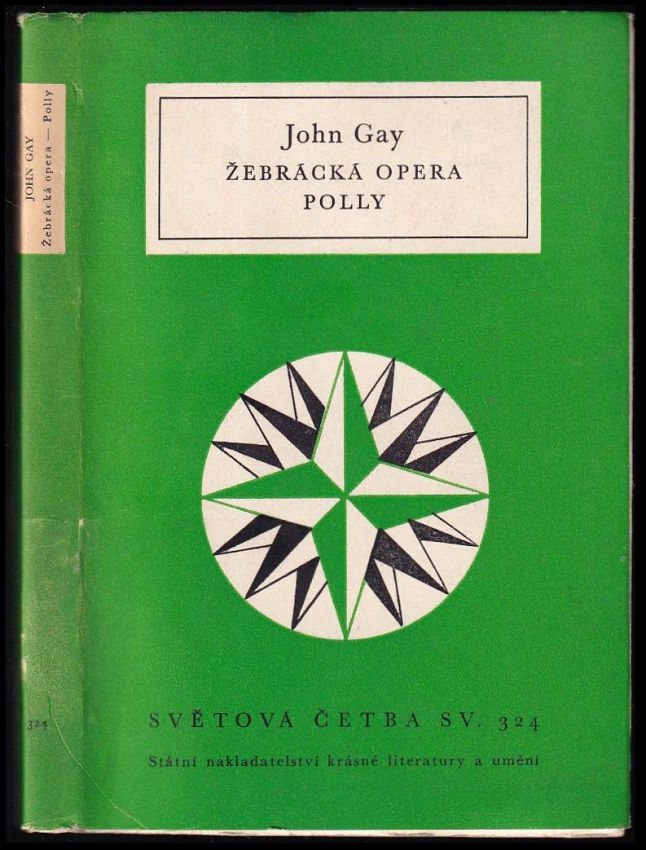 JOHN GAY
Žebrácká opera — Polly
324
John Gay
ŽEBRÁCKÁ OPERA
POLLY
SVĚTOVÁ ČETBA SV. 324
Státní nakladatelství krásné literatury a umění